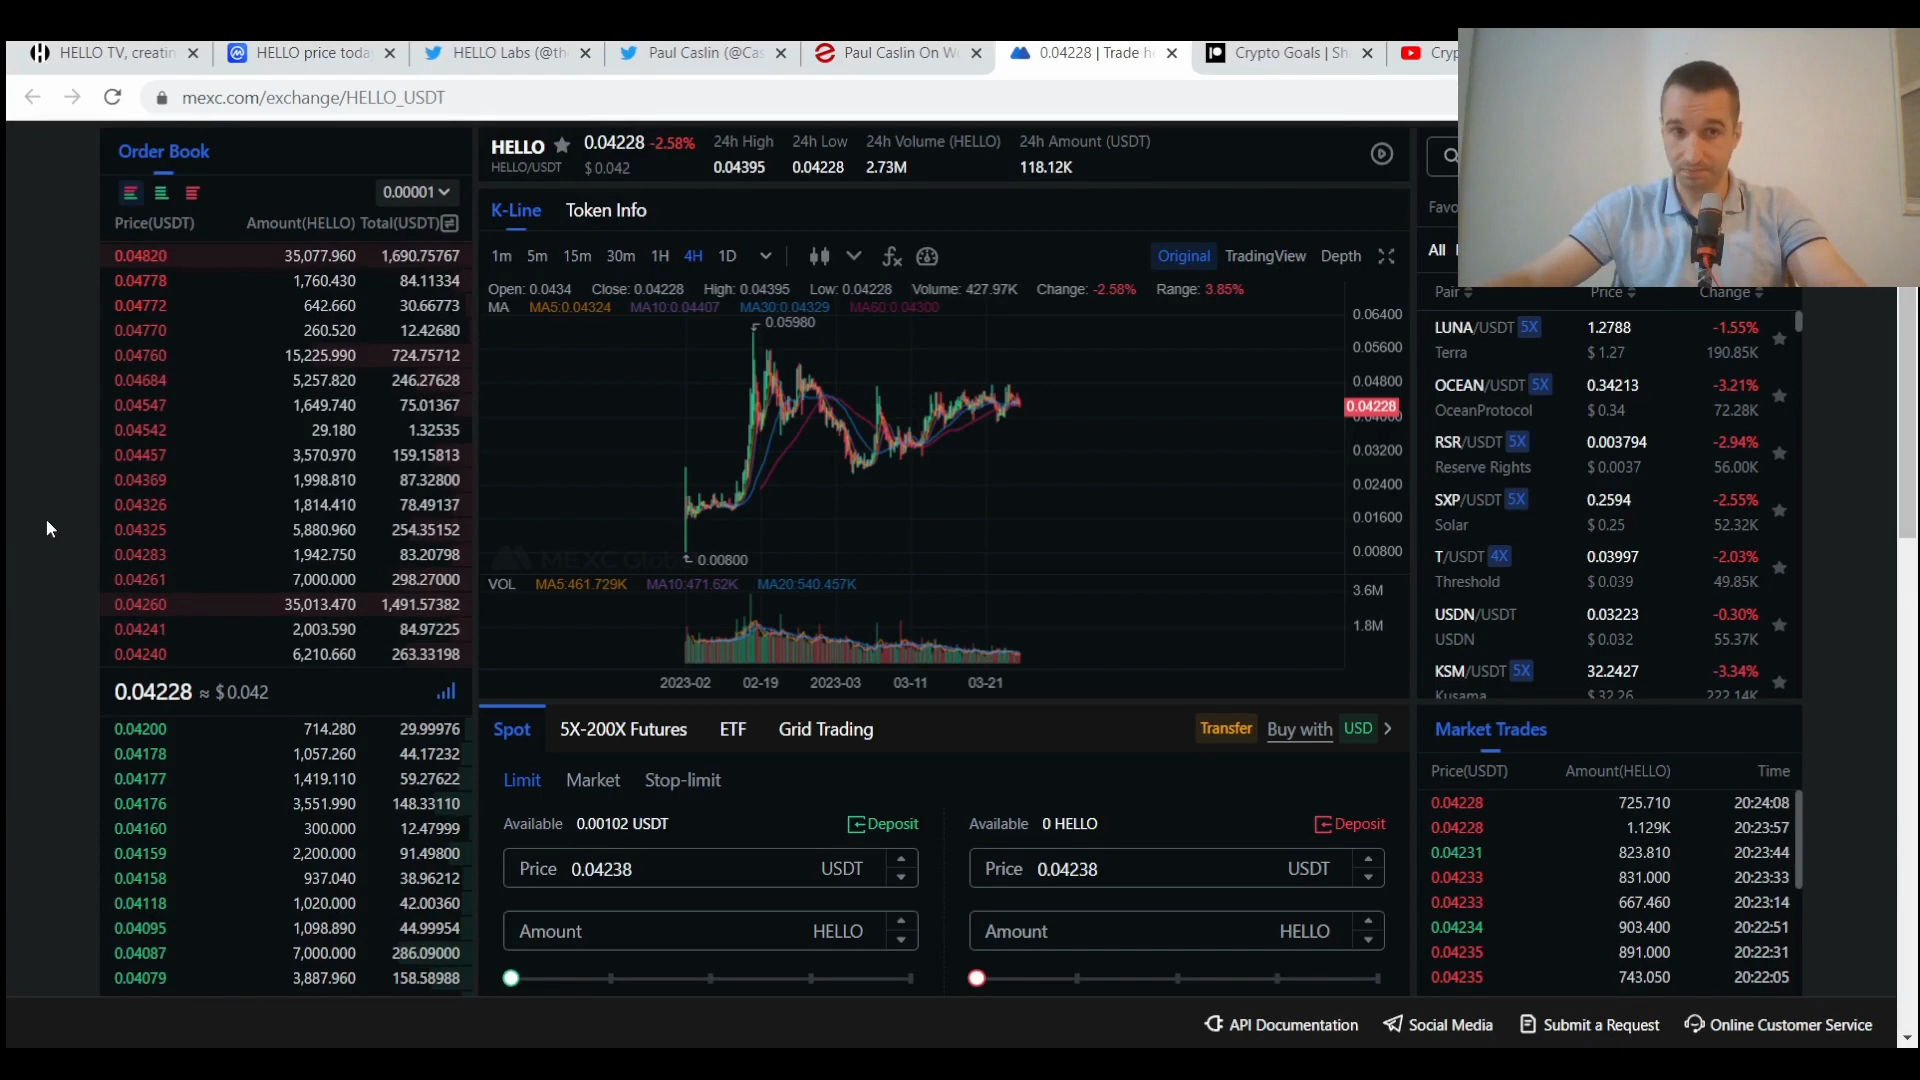 HELLO TV, creatin
HELLO price today
HELLO Labs (@th
Paul Caslin (@Cas
Paul Caslin On W
0.04228 | Trade he
Crypto Goals | Sh
Cryp
mexc.com/exchange/HELLO_USDT
Order Book
0.00001
Price(USDT) Amount(HELLO) Total(USDT)
0.04820 35,077.960 1,690.75767
0.04778 1,760.430 84.11334
0.04772 642.660 30.66773
0.04770 260.520 12.42680
0.04760 15,225.990 724.75712
0.04684 5,257.820 246.27628
0.04547 1,649.740 75.01367
0.04542 29.180 1.32535
0.04457 3,570.970 159.15813
0.04369 1,998.810 87.32800
0.04326 1,814.410 78.49137
0.04325 5,880.960 254.35152
0.04283 1,942.750 83.20798
0.04261 7,000.000 298.27000
0.04260 35,013.470 1,491.57382
0.04241 2,003.590 84.97225
0.04240 6,210.660 263.33198
0.04228 ≈ $0.042
0.04200 714.280 29.99976
0.04178 1,057.260 44.17232
0.04177 1,419.110 59.27622
0.04176 3,551.990 148.33110
0.04160 300.000 12.47999
0.04159 2,200.000 91.49800
0.04158 937.040 38.96212
0.04118 1,020.000 42.00360
0.04095 1,098.890 44.99954
0.04087 7,000.000 286.09000
0.04079 3,887.960 158.58988
HELLO 0.04228 -2.58% 24h High 24h Low 24h Volume (HELLO) 24h Amount (USDT)
HELLO/USDT $ 0.042 0.04395 0.04228 2.73M 118.12K
K-Line Token Info
1m 5m 15m 30m 1H 4H 1D Original TradingView Depth
Open: 0.0434 Close: 0.04228 High: 0.04395 Low: 0.04228 Volume: 427.97K Change: -2.58% Range: 3.85%
MA MA5:0.04324 MA10:0.04407 MA30:0.04329 MA60:0.04300
0.05980
0.00800
MEXC Global
0.06400
0.05600
0.04800
0.04228
0.04000
0.03200
0.02400
0.01600
0.00800
VOL MA5:461.729K MA10:471.62K MA20:540.457K
3.6M
1.8M
2023-02 02-19 2023-03 03-11 03-21
Spot 5X-200X Futures ETF Grid Trading Transfer Buy with USD
Limit Market Stop-limit
Available 0.00102 USDT Deposit
Price 0.04238 USDT
Amount HELLO
Available 0 HELLO Deposit
Price 0.04238 USDT
Amount HELLO
Favo
All
Pair Price Change
LUNA/USDT 5X 1.2788 -1.55%
Terra $ 1.27 190.85K
OCEAN/USDT 5X 0.34213 -3.21%
OceanProtocol $ 0.34 72.28K
RSR/USDT 5X 0.003794 -2.94%
Reserve Rights $ 0.0037 56.00K
SXP/USDT 5X 0.2594 -2.55%
Solar $ 0.25 52.32K
T/USDT 4X 0.03997 -2.03%
Threshold $ 0.039 49.85K
USDN/USDT 0.03223 -0.30%
USDN $ 0.032 55.37K
KSM/USDT 5X 32.2427 -3.34%
Kusama $ 32.26 222.14K
Market Trades
Price(USDT) Amount(HELLO) Time
0.04228 725.710 20:24:08
0.04228 1.129K 20:23:57
0.04231 823.810 20:23:44
0.04233 831.000 20:23:33
0.04233 667.460 20:23:14
0.04234 903.400 20:22:51
0.04235 891.000 20:22:31
0.04235 743.050 20:22:05
API Documentation Social Media Submit a Request Online Customer Service